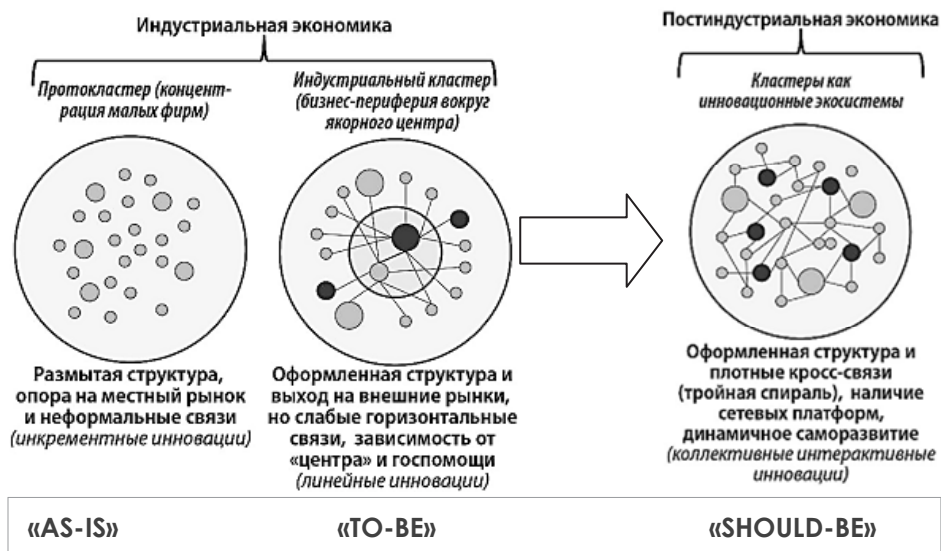 Индустриальная экономика
Постиндустриальная экономика
Протокластер (концент-
рация малых фирм)
Индустриальный кластер
(бизнес-периферия вокруг
якорного центра)
Кластеры как
инновационные экосистемы
Размытая структура,
опора на местный рынок
и неформальные связи
(инкрементные инновации)
Оформленная структура и
выход на внешние рынки,
но слабые горизонтальные
связи, зависимость от
«центра» и госпомощи
(линейные инновации)
Оформленная структура и
плотные кросс-связи
(тройная спираль), наличие
сетевых платформ,
динамичное саморазвитие
(коллективные интерактивные
инновации)
«AS-IS»
«TO-BE»
«SHOULD-BE»